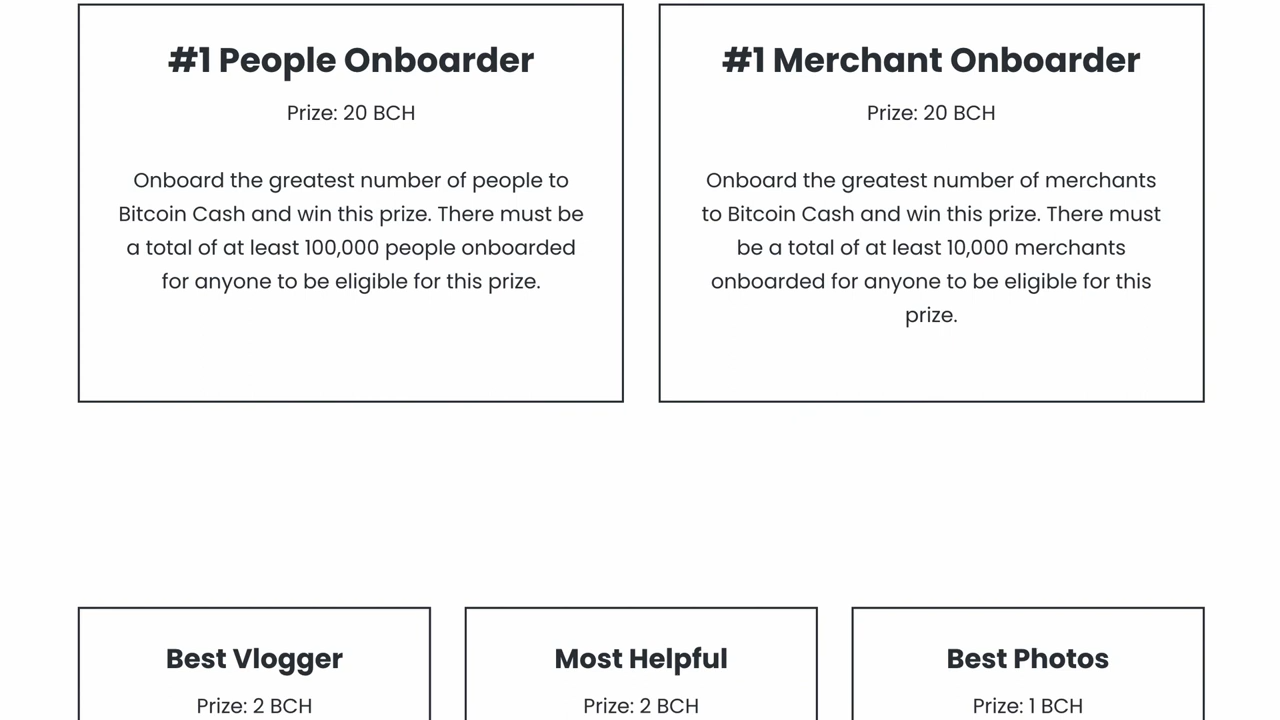 #1 People Onboarder
Prize: 20 BCH
Onboard the greatest number of people to
Bitcoin Cash and win this prize. There must be
a total of at least 100,000 people onboarded
for anyone to be eligible for this prize.
#1 Merchant Onboarder
Prize: 20 BCH
Onboard the greatest number of merchants
to Bitcoin Cash and win this prize. There must
be a total of at least 10,000 merchants
onboarded for anyone to be eligible for this
prize.
Best Vlogger
Prize: 2 BCH
Most Helpful
Prize: 2 BCH
Best Photos
Prize: 1 BCH